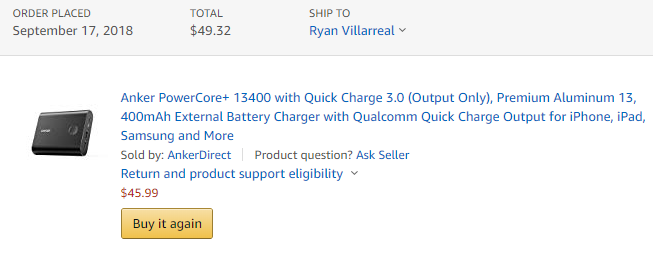 ORDER PLACED TOTAL SHIP TO
September 17, 2018 $49.32 Ryan Villarreal
Anker PowerCore+ 13400 with Quick Charge 3.0 (Output Only), Premium Aluminum 13,
400mAh External Battery Charger with Qualcomm Quick Charge Output for iPhone, iPad,
Samsung and More
Sold by: AnkerDirect Product question? Ask Seller
Return and product support eligibility
$45.99
Buy it again